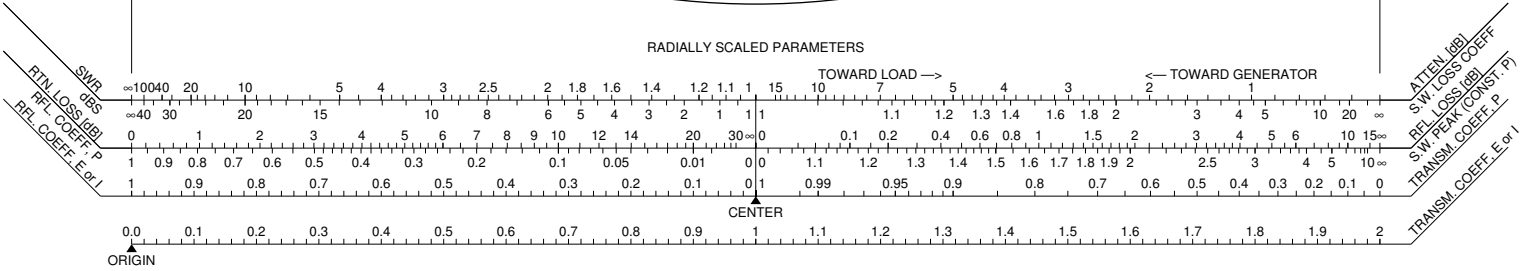 RADIALLY SCALED PARAMETERS
TOWARD LOAD —>
<— TOWARD GENERATOR
∞ 100 40 20 10 5 4 3 2.5 2 1.8 1.6 1.4 1.2 1.1 1 15 10 7 5 4 3 2 1
∞ 40 30 20 15 10 8 6 5 4 3 2 1 1 1 1.1 1.2 1.3 1.4 1.6 1.8 2 3 4 5 10 20 ∞
0 1 2 3 4 5 6 7 8 9 10 12 14 20 30 ∞ 0 0.1 0.2 0.4 0.6 0.8 1 1.5 2 3 4 5 6 10 15 ∞
1 0.9 0.8 0.7 0.6 0.5 0.4 0.3 0.2 0.1 0.05 0.01 0 0 1.1 1.2 1.3 1.4 1.5 1.6 1.7 1.8 1.9 2 2.5 3 4 5 10 ∞
1 0.9 0.8 0.7 0.6 0.5 0.4 0.3 0.2 0.1 0 1 0.99 0.95 0.9 0.8 0.7 0.6 0.5 0.4 0.3 0.2 0.1 0
CENTER
0.0 0.1 0.2 0.3 0.4 0.5 0.6 0.7 0.8 0.9 1 1.1 1.2 1.3 1.4 1.5 1.6 1.7 1.8 1.9 2
ORIGIN
SWR
dBS
RTN. LOSS [dB]
RFL. COEFF, P
RFL. COEFF, E or I
ATTEN. [dB]
S.W. LOSS COEFF
RFL. LOSS [dB]
S.W. PEAK (CONST. P)
TRANSM. COEFF, P
TRANSM. COEFF, E or I